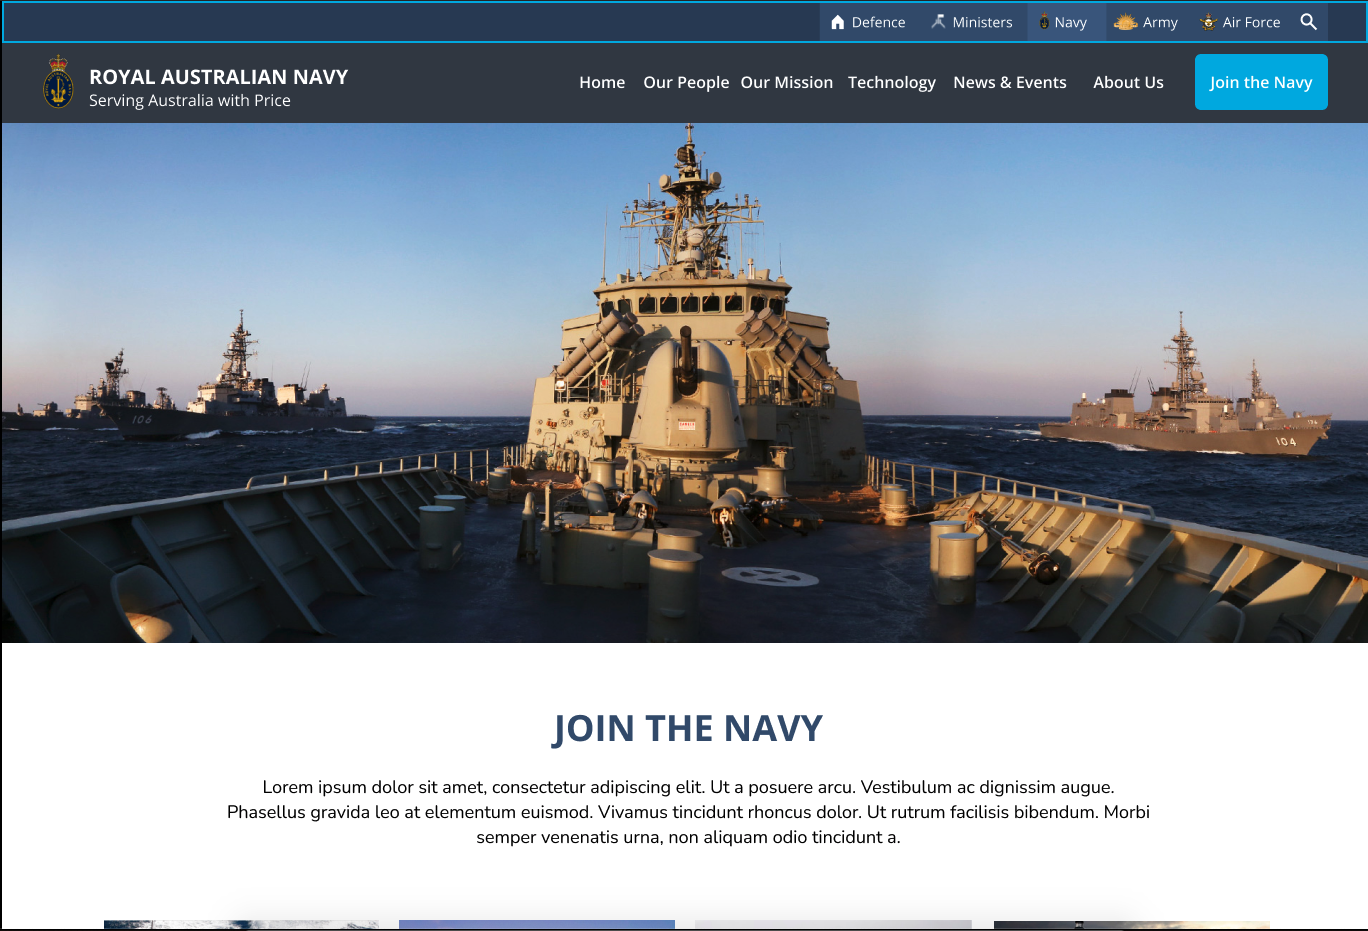 Defence Ministers Navy Army Air Force
ROYAL AUSTRALIAN NAVY
Serving Australia with Price
Home Our People Our Mission Technology News & Events About Us Join the Navy
106
104
JOIN THE NAVY
Lorem ipsum dolor sit amet, consectetur adipiscing elit. Ut a posuere arcu. Vestibulum ac dignissim augue.
Phasellus gravida leo at elementum euismod. Vivamus tincidunt rhoncus dolor. Ut rutrum facilisis bibendum. Morbi
semper venenatis urna, non aliquam odio tincidunt a.